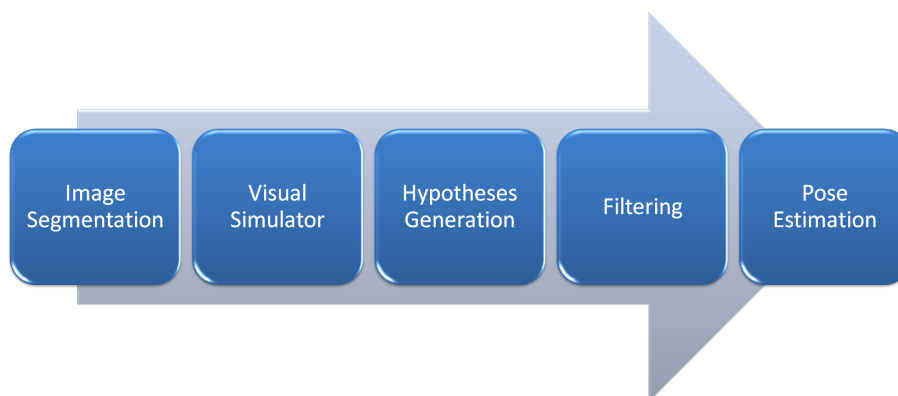 Image
Segmentation
Visual
Simulator
Hypotheses
Generation
Filtering
Pose
Estimation